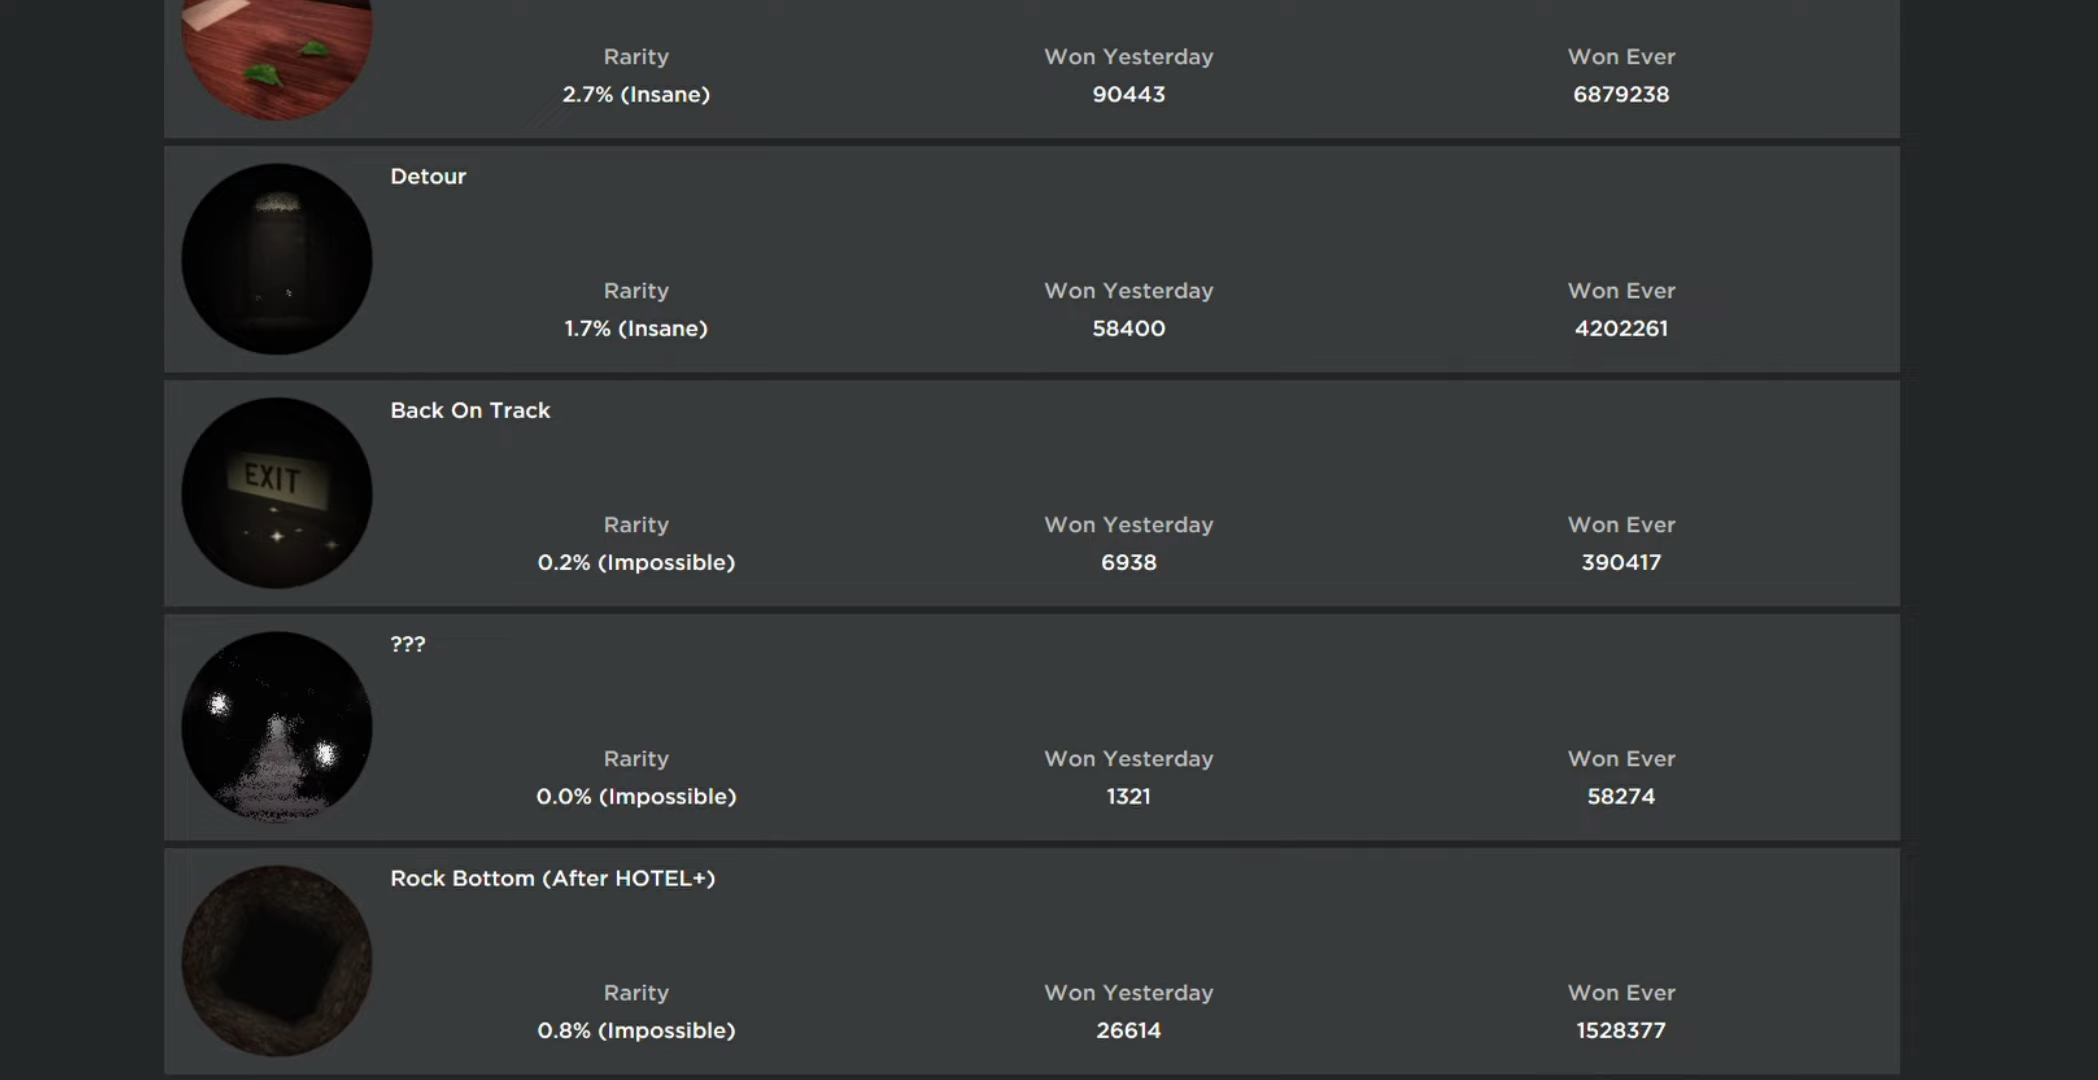 Rarity Won Yesterday Won Ever
2.7% (Insane) 90443 6879238
Detour
Rarity Won Yesterday Won Ever
1.7% (Insane) 58400 4202261
Back On Track
EXIT
Rarity Won Yesterday Won Ever
0.2% (Impossible) 6938 390417
???
Rarity Won Yesterday Won Ever
0.0% (Impossible) 1321 58274
Rock Bottom (After HOTEL+)
Rarity Won Yesterday Won Ever
0.8% (Impossible) 26614 1528377